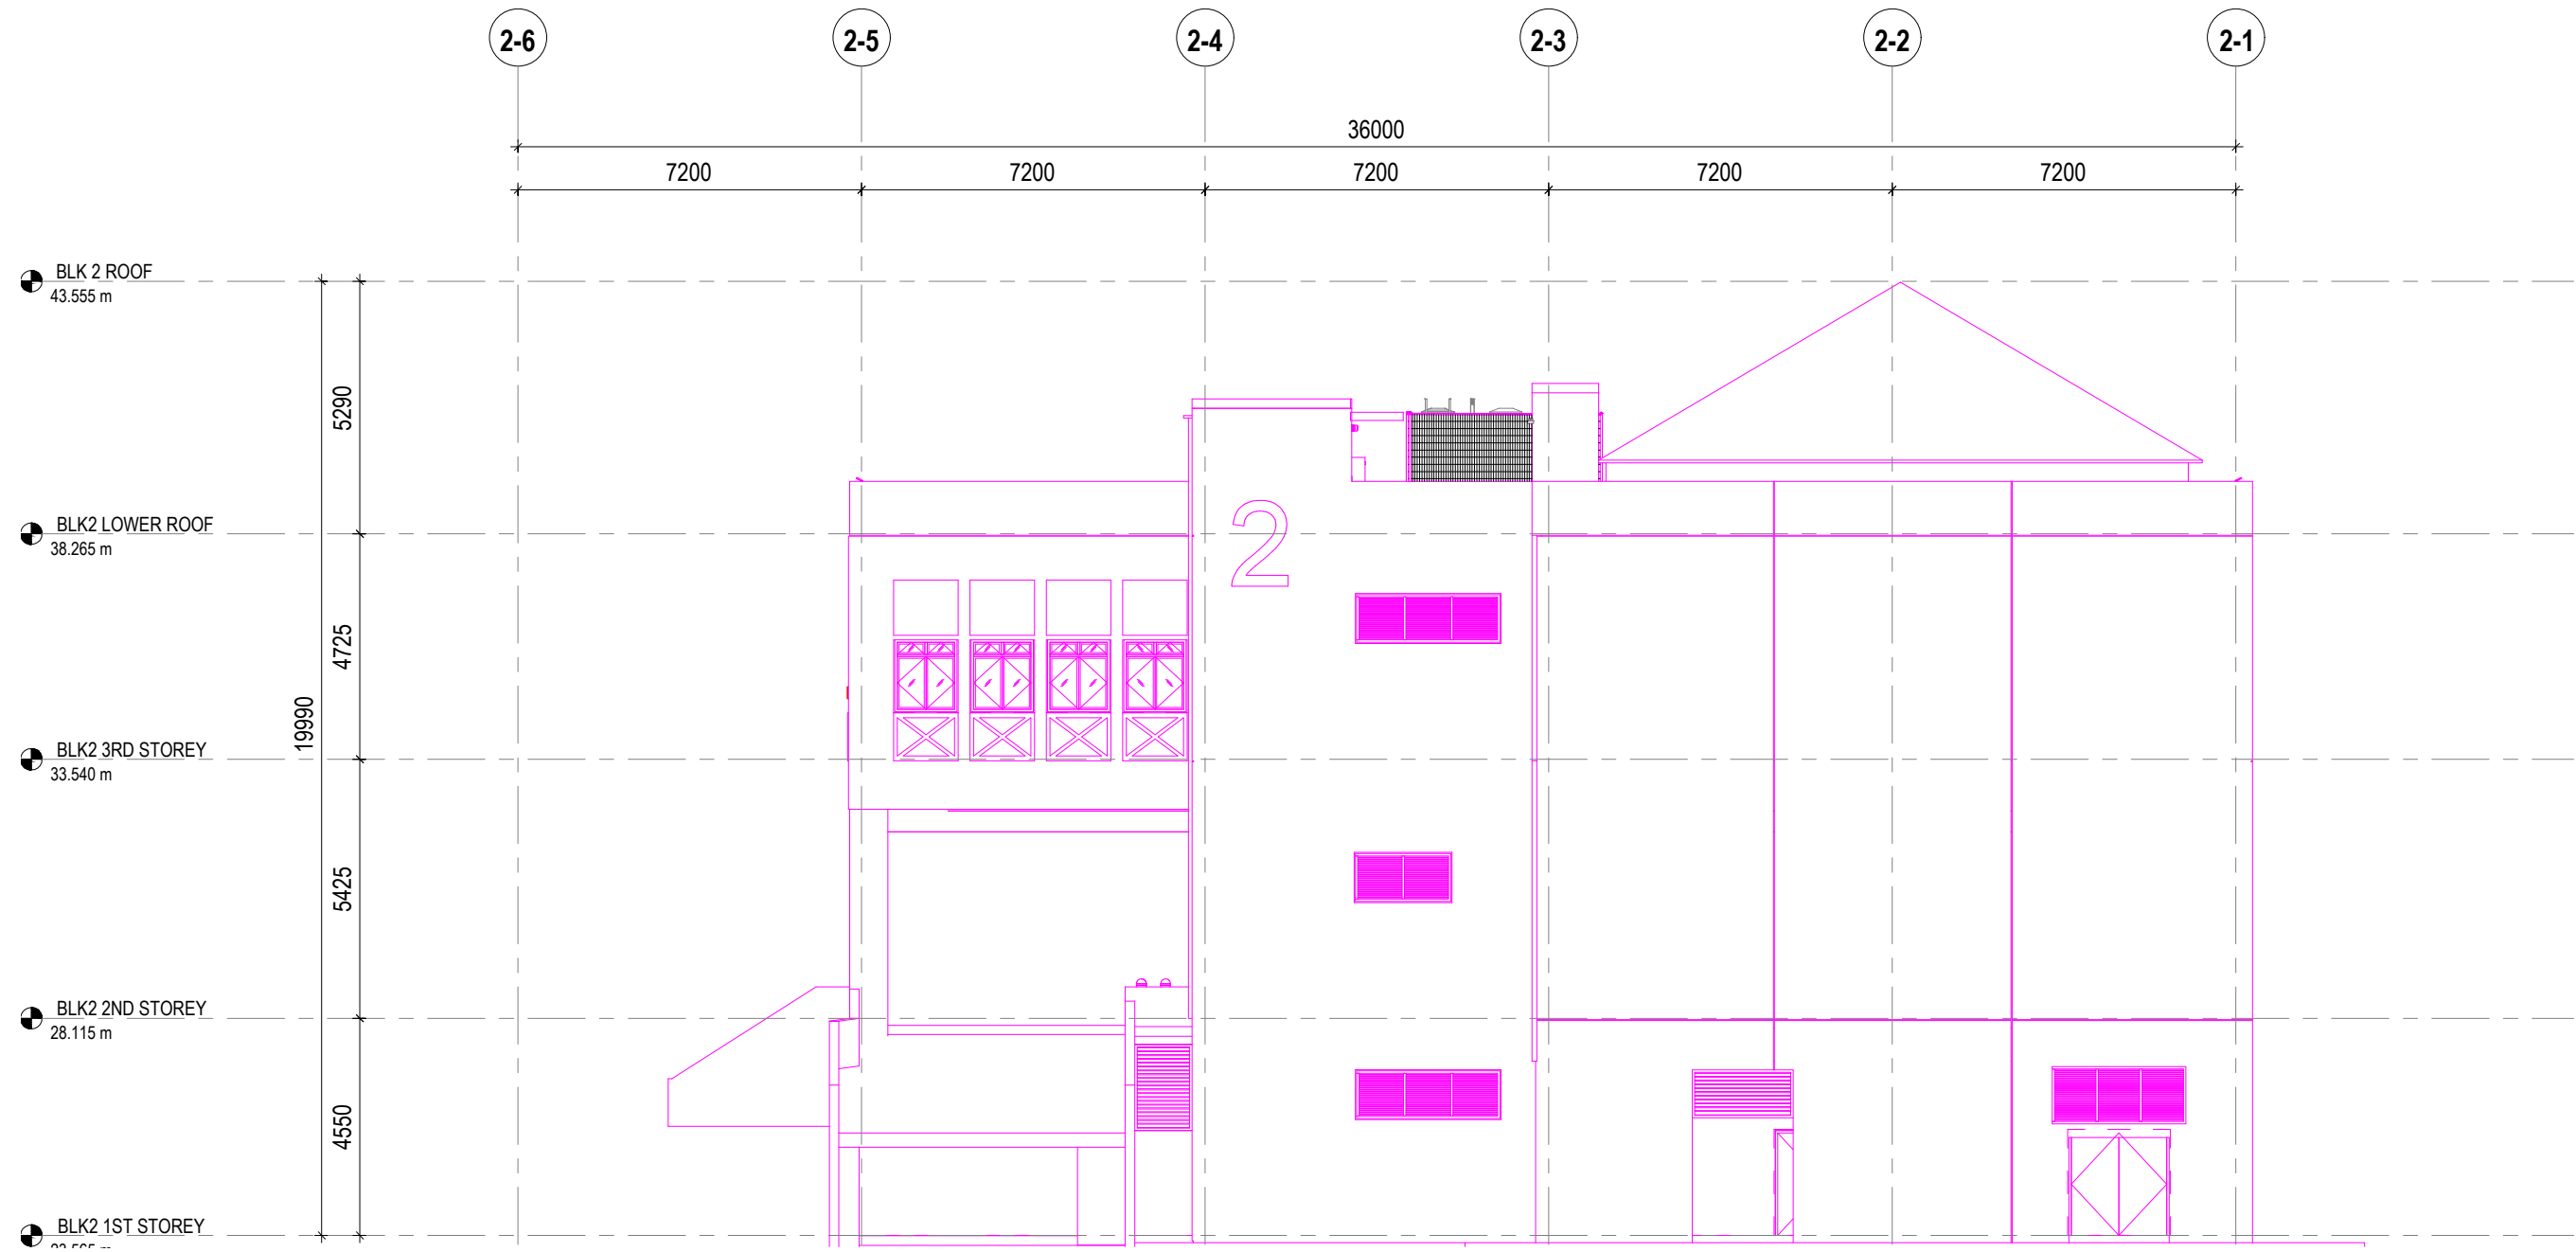 2-6 2-5 2-4 2-3 2-2 2-1
36000
7200 7200 7200 7200 7200
BLK 2 ROOF
43.555 m
5290
BLK2 LOWER ROOF
38.265 m
2
4725
19990
BLK2 3RD STOREY
33.540 m
5425
BLK2 2ND STOREY
28.115 m
4550
BLK2 1ST STOREY